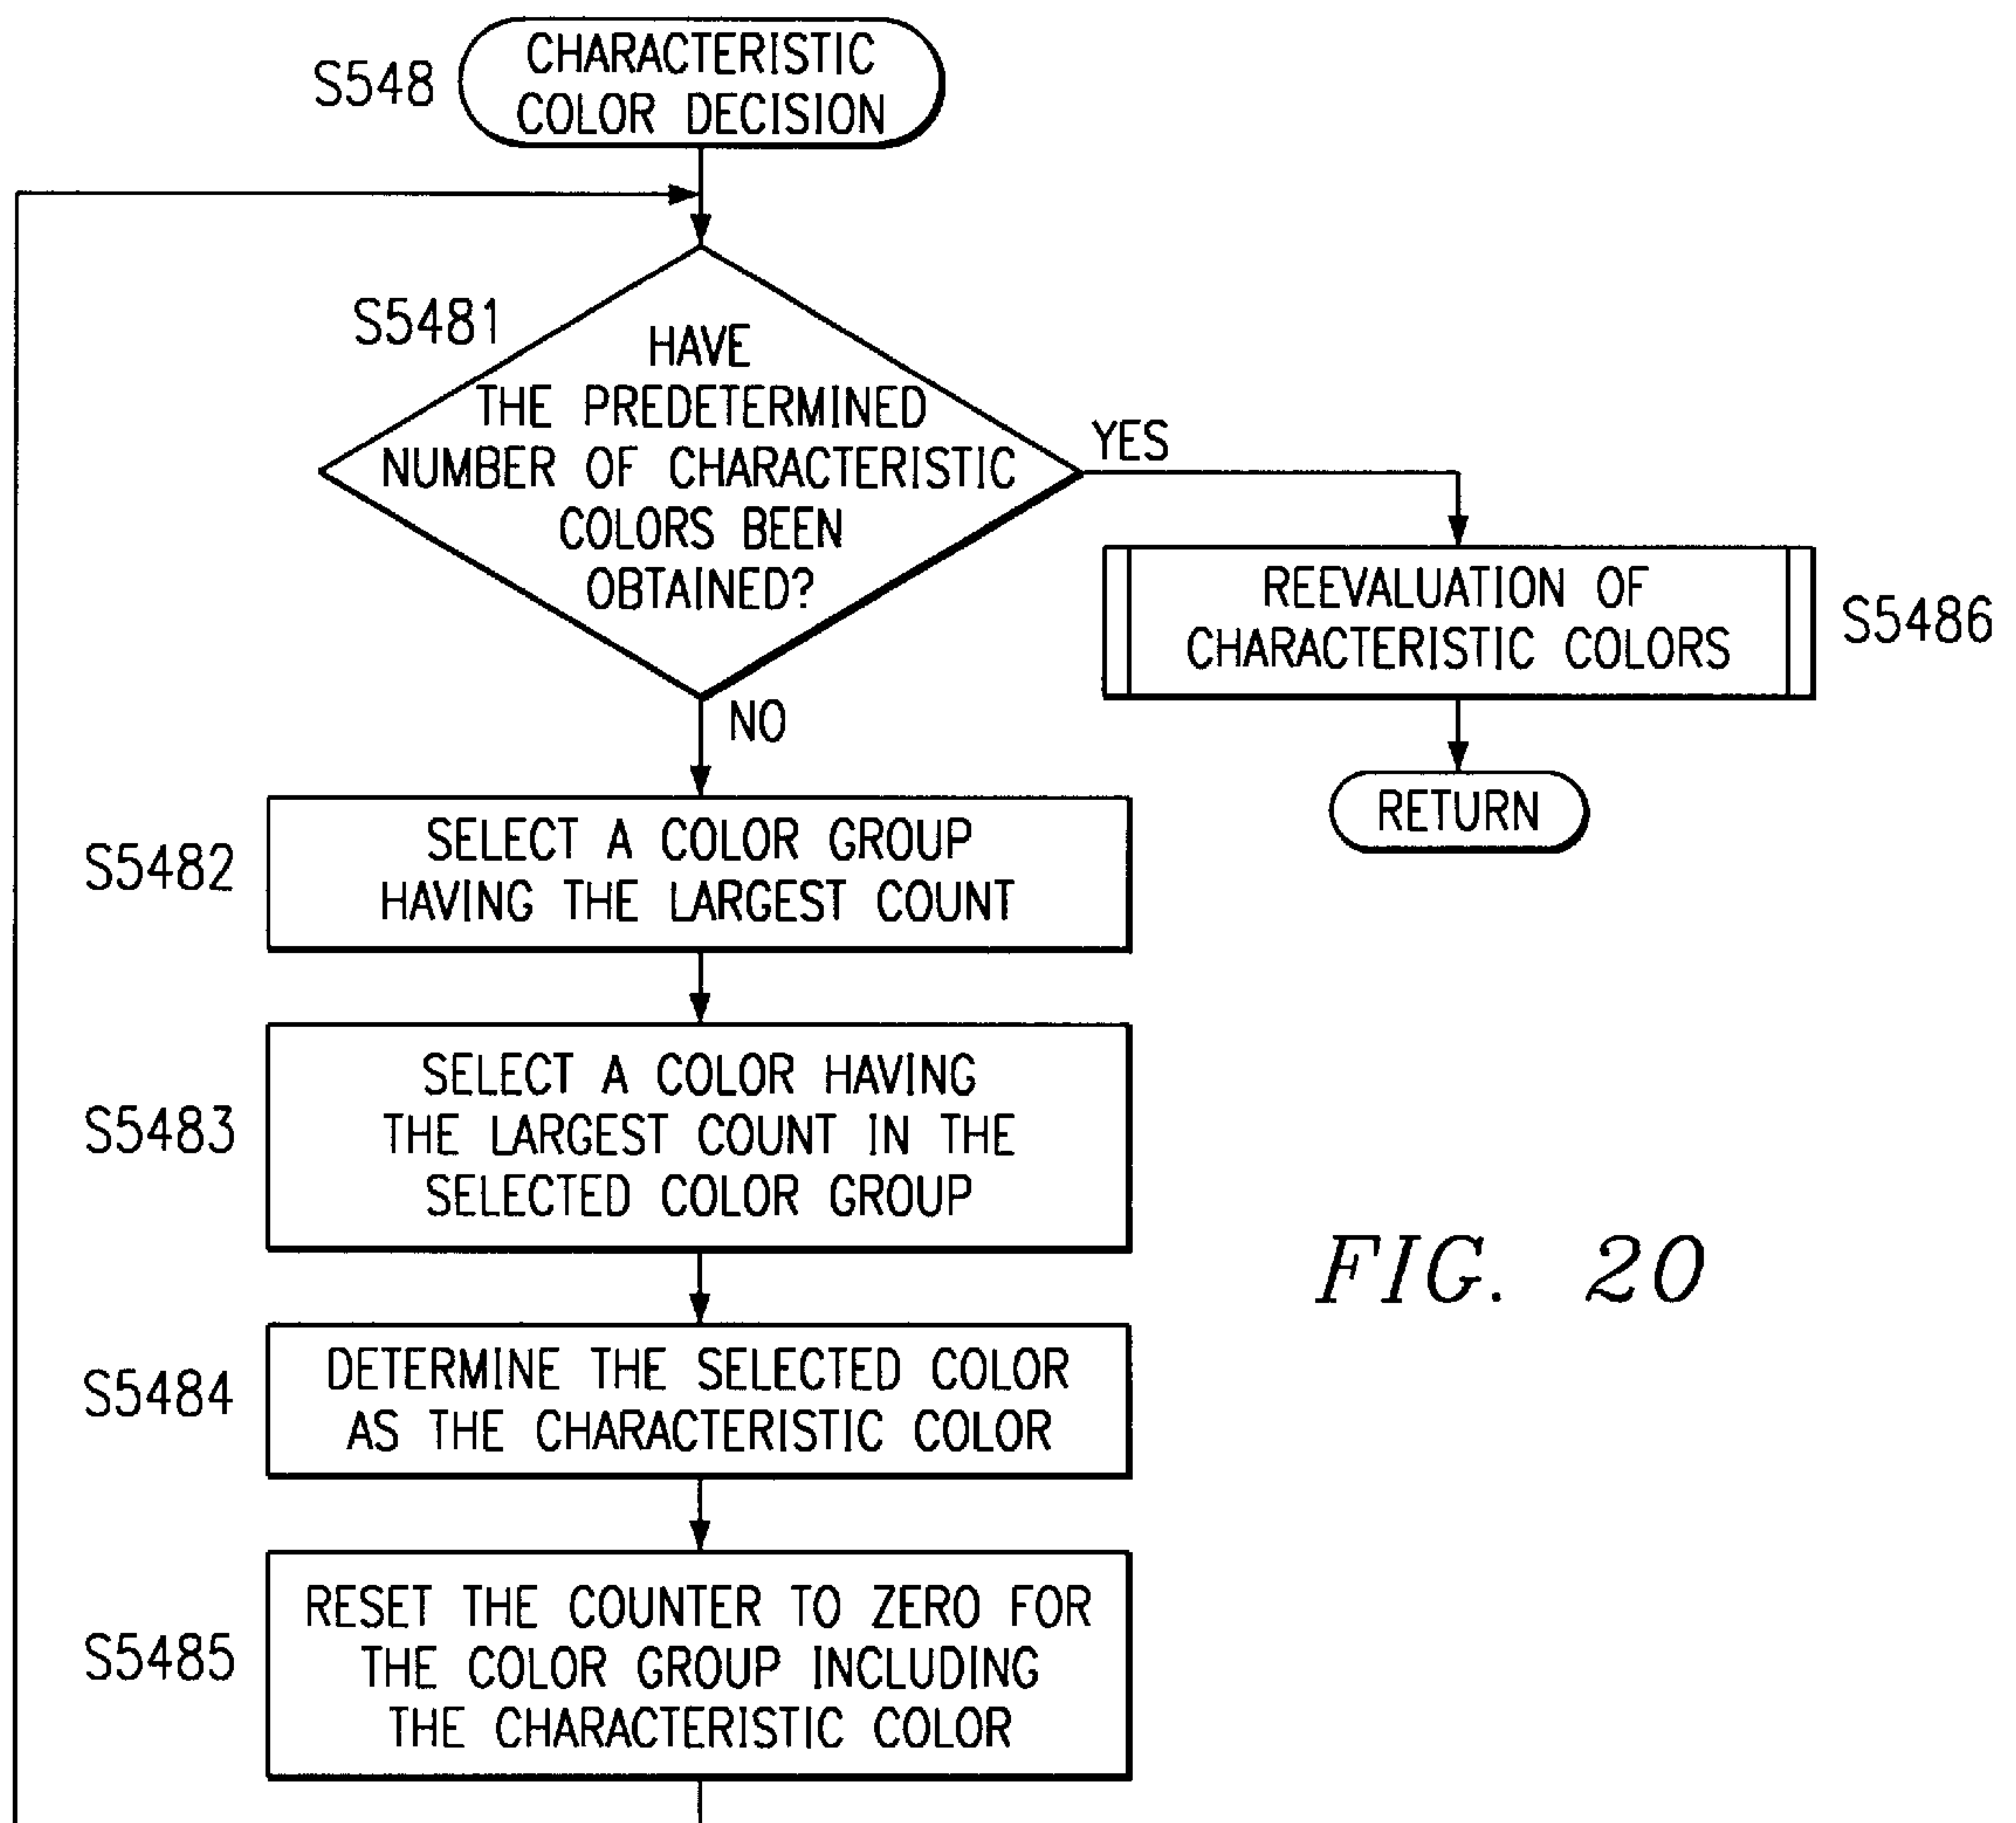 S548
CHARACTERISTIC
COLOR DECISION
S5481
HAVE
THE PREDETERMINED
NUMBER OF CHARACTERISTIC
COLORS BEEN
OBTAINED?
YES
REEVALUATION OF
CHARACTERISTIC COLORS
S5486
RETURN
NO
S5482
SELECT A COLOR GROUP
HAVING THE LARGEST COUNT
S5483
SELECT A COLOR HAVING
THE LARGEST COUNT IN THE
SELECTED COLOR GROUP
S5484
DETERMINE THE SELECTED COLOR
AS THE CHARACTERISTIC COLOR
S5485
RESET THE COUNTER TO ZERO FOR
THE COLOR GROUP INCLUDING
THE CHARACTERISTIC COLOR
FIG. 20